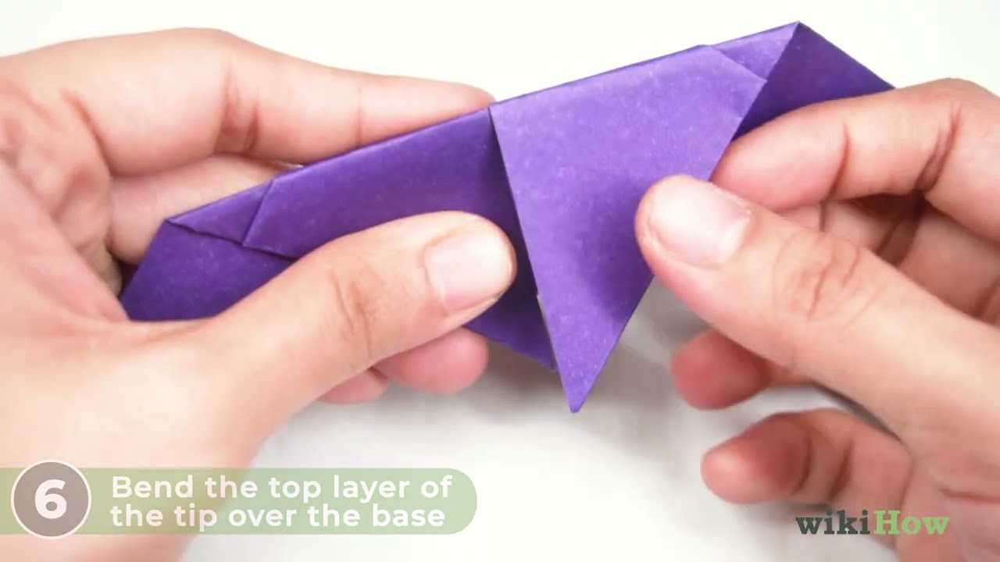 6
Bend the top layer of
the tip over the base
wikiHow